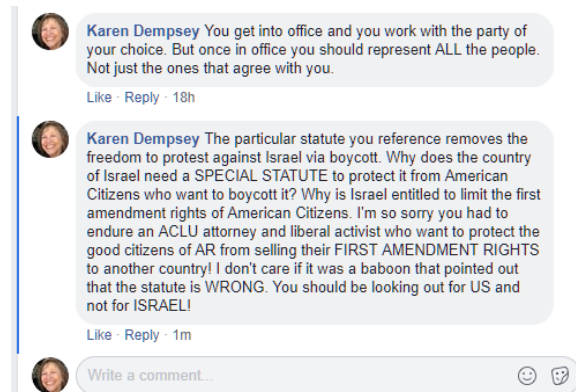 Karen Dempsey You get into office and you work with the party of
your choice. But once in office you should represent ALL the people.
Not just the ones that agree with you.
Like · Reply · 18h
Karen Dempsey The particular statute you reference removes the
freedom to protest against Israel via boycott. Why does the country
of Israel need a SPECIAL STATUTE to protect it from American
Citizens who want to boycott it? Why is Israel entitled to limit the first
amendment rights of American Citizens. I'm so sorry you had to
endure an ACLU attorney and liberal activist who want to protect the
good citizens of AR from selling their FIRST AMENDMENT RIGHTS
to another country! I don't care if it was a baboon that pointed out
that the statute is WRONG. You should be looking out for US and
not for ISRAEL!
Like · Reply · 1m
Write a comment...